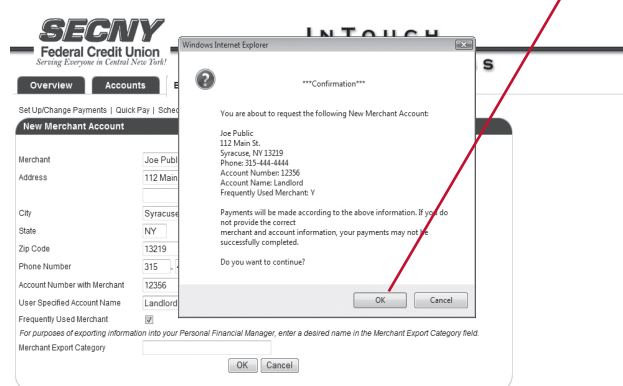 SECNY
Federal Credit Union
Serving Everyone in Central New York!
INTOUCH
S
Overview
Accounts
Set Up/Change Payments | Quick Pay | Sched
New Merchant Account
Merchant
Joe Publ
Address
112 Main
City
Syracuse
State
NY
Zip Code
13219
Phone Number
315 .
Account Number with Merchant
12356
User Specified Account Name
Landlord
Frequently Used Merchant
For purposes of exporting information into your Personal Financial Manager, enter a desired name in the Merchant Export Category field.
Merchant Export Category
OK Cancel
Windows Internet Explorer
***Confirmation***
You are about to request the following New Merchant Account:
Joe Public
112 Main St.
Syracuse, NY 13219
Phone: 315-444-4444
Account Number: 12356
Account Name: Landlord
Frequently Used Merchant: Y
Payments will be made according to the above information. If you do
not provide the correct
merchant and account information, your payments may not be
successfully completed.
Do you want to continue?
OK Cancel